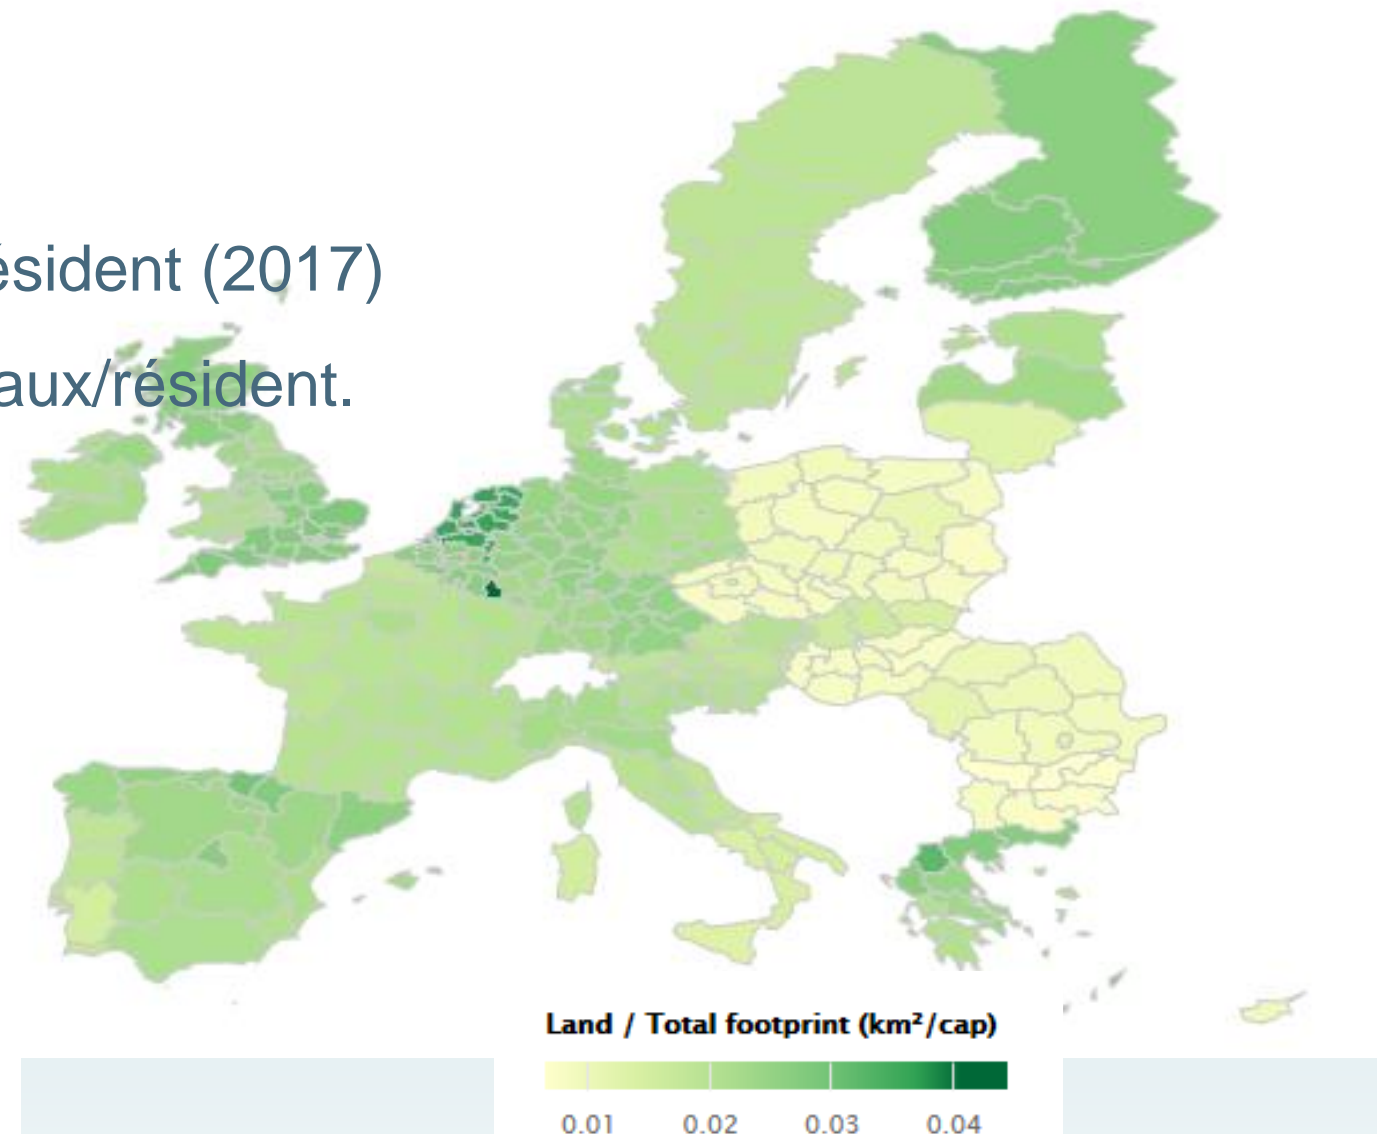 ésident (2017)
aux/résident.
Land / Total footprint (km²/cap)
0.01 0.02 0.03 0.04